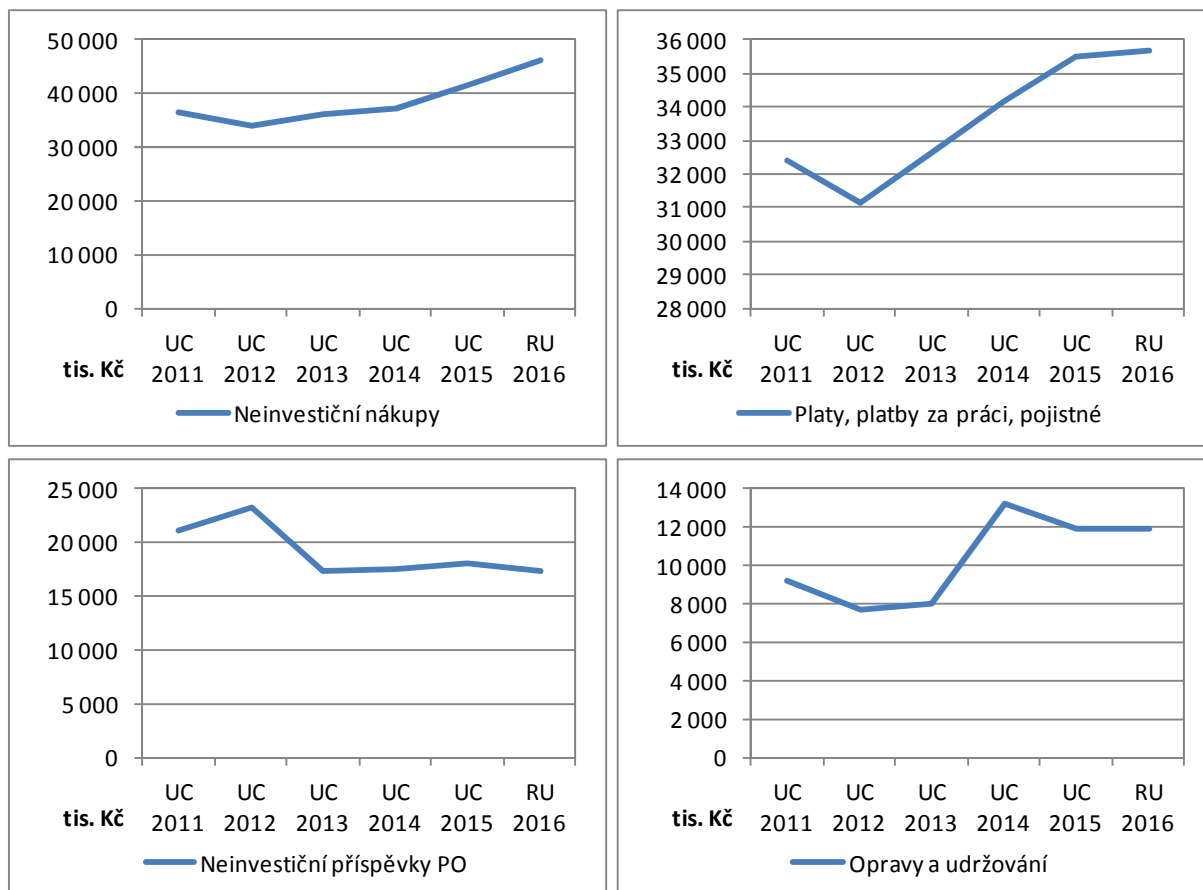 50 000
40 000
30 000
20 000
10 000
0
tis. Kč
UC 2011
UC 2012
UC 2013
UC 2014
UC 2015
RU 2016
Neinvestiční nákupy
36 000
35 000
34 000
33 000
32 000
31 000
30 000
29 000
28 000
tis. Kč
UC 2011
UC 2012
UC 2013
UC 2014
UC 2015
RU 2016
Platy, platby za práci, pojistné
25 000
20 000
15 000
10 000
5 000
0
tis. Kč
UC 2011
UC 2012
UC 2013
UC 2014
UC 2015
RU 2016
Neinvestiční příspěvky PO
14 000
12 000
10 000
8 000
6 000
4 000
2 000
0
tis. Kč
UC 2011
UC 2012
UC 2013
UC 2014
UC 2015
RU 2016
Opravy a udržování